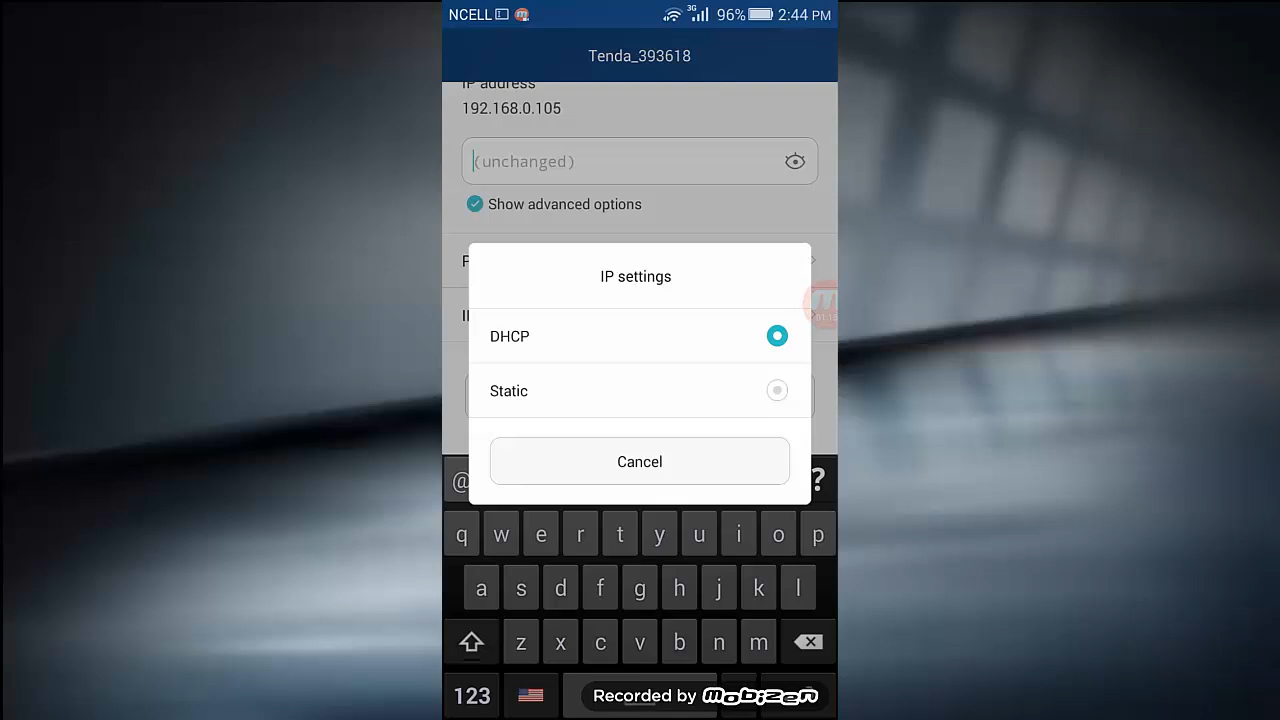 NCELL 3G 96% 2:44 PM
Tenda_393618
IP address
192.168.0.105
(unchanged)
Show advanced options
IP settings
DHCP
Static
Cancel
@ ?
q w e r t y u i o p
a s d f g h j k l
z x c v b n m
123
Recorded by mobizen